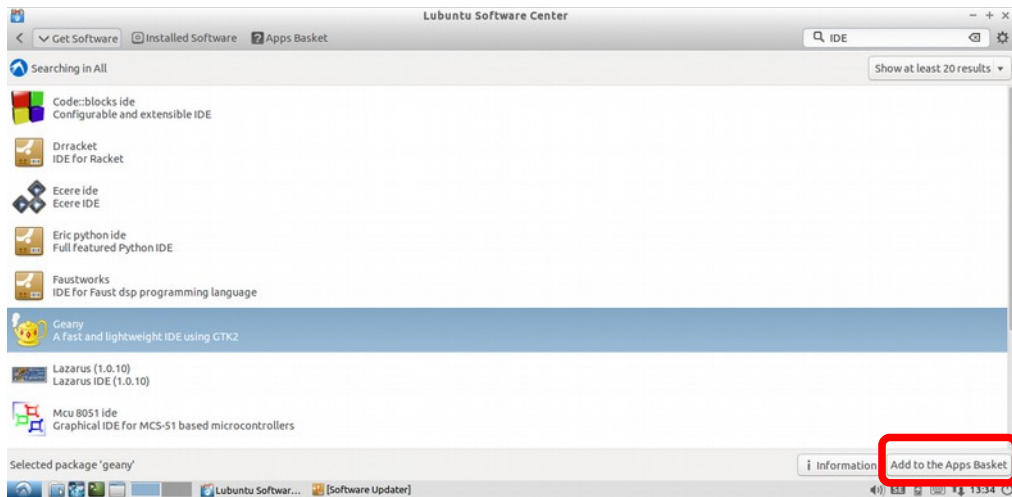 Lubuntu Software Center
Get Software Installed Software Apps Basket IDE
Searching in All Show at least 20 results
Code::blocks ide
Configurable and extensible IDE
Drracket
IDE for Racket
Ecere ide
Ecere IDE
Eric python ide
Full featured Python IDE
Faustworks
IDE for Faust dsp programming language
Geany
A fast and lightweight IDE using GTK2
Lazarus (1.0.10)
Lazarus IDE (1.0.10)
Mcu 8051 ide
Graphical IDE for MCS-51 based microcontrollers
Selected package 'geany' Information Add to the Apps Basket
Lubuntu Softwar... [Software Updater] 13:34